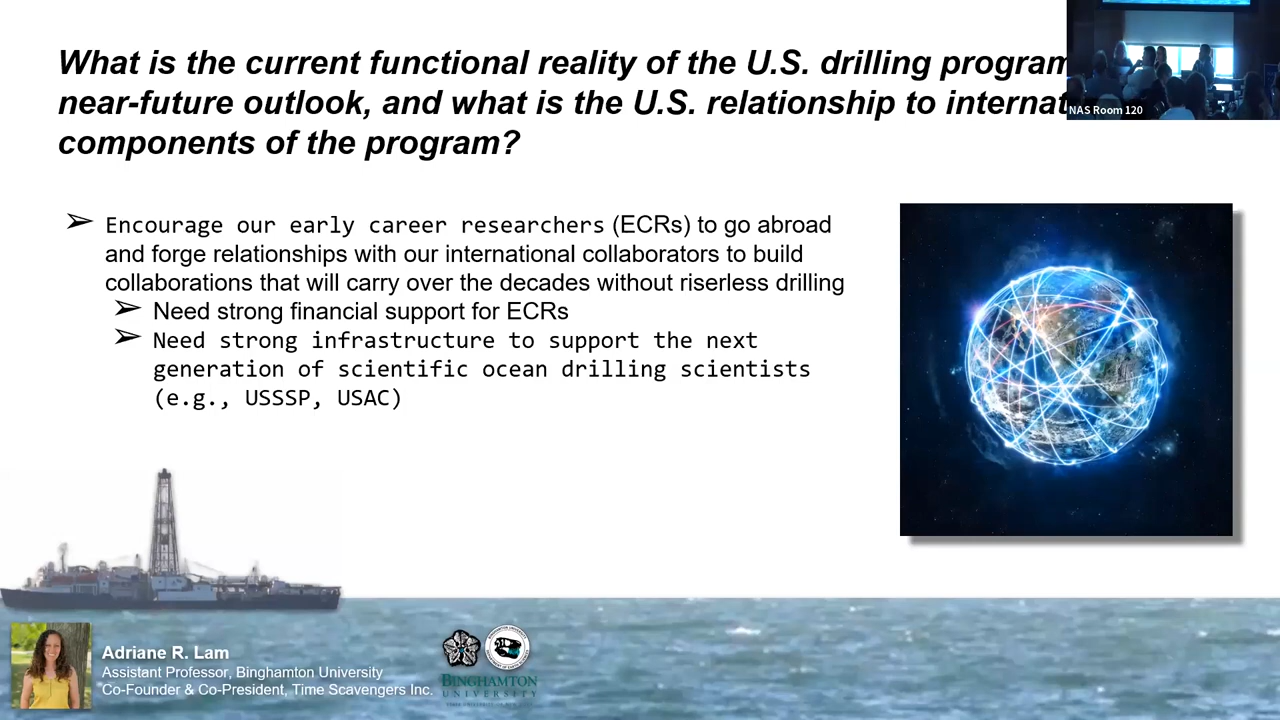 What is the current functional reality of the U.S. drilling program
near-future outlook, and what is the U.S. relationship to internat
components of the program?
NAS Room 120
➢ Encourage our early career researchers (ECRs) to go abroad
and forge relationships with our international collaborators to build
collaborations that will carry over the decades without riserless drilling
➢ Need strong financial support for ECRs
➢ Need strong infrastructure to support the next
generation of scientific ocean drilling scientists
(e.g., USSSP, USAC)
Adriane R. Lam
Assistant Professor, Binghamton University
Co-Founder & Co-President, Time Scavengers Inc.
BINGHAMTON
UNIVERSITY